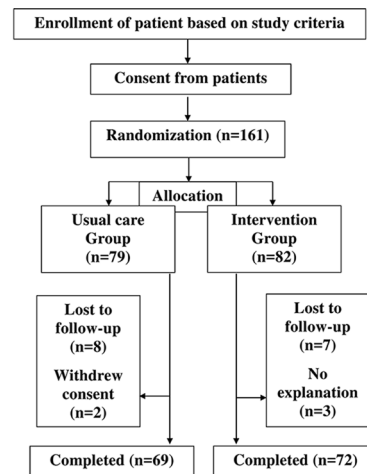 Enrollment of patient based on study criteria
Consent from patients
Randomization (n=161)
Allocation
Usual care
Group
(n=79)
Intervention
Group
(n=82)
Lost to
follow-up
(n=8)
Withdrew
consent
(n=2)
Lost to
follow-up
(n=7)
No
explanation
(n=3)
Completed (n=69)
Completed (n=72)